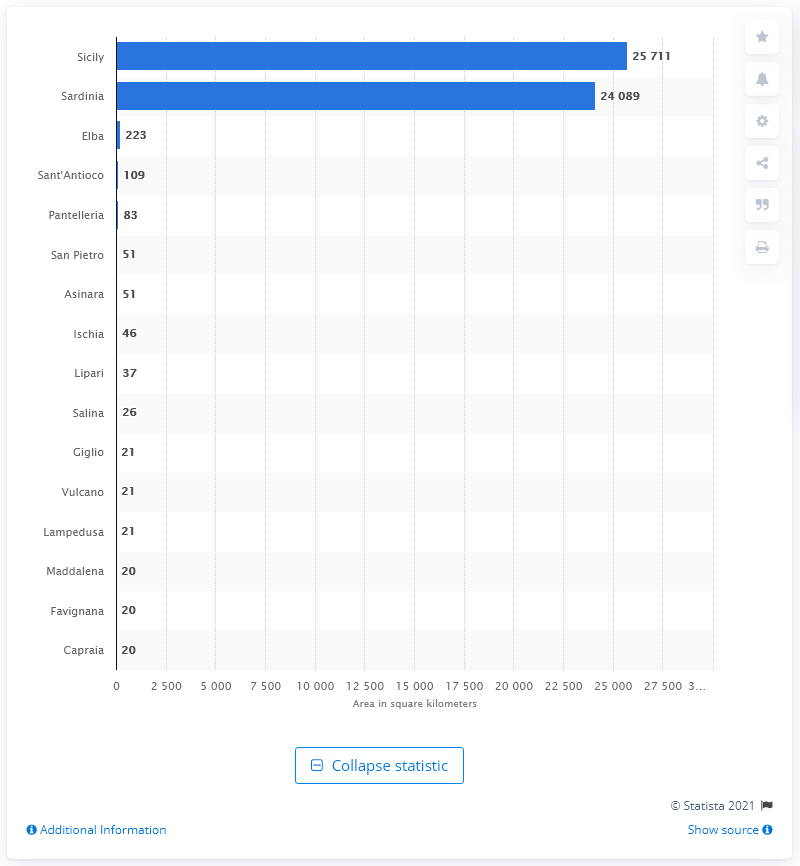 Sicily 25 711
Sardinia 24 089
Elba 223
Sant'Antioco 109
Pantelleria 83
San Pietro 51
Asinara 51
Ischia 46
Lipari 37
Salina 26
Giglio 21
Vulcano 21
Lampedusa 21
Maddalena 20
Favignana 20
Capraia 20
0 2 500 5 000 7 500 10 000 12 500 15 000 17 500 20 000 22 500 25 000 27 500 3...
Area in square kilometers
Collapse statistic
© Statista 2021
Additional Information Show source